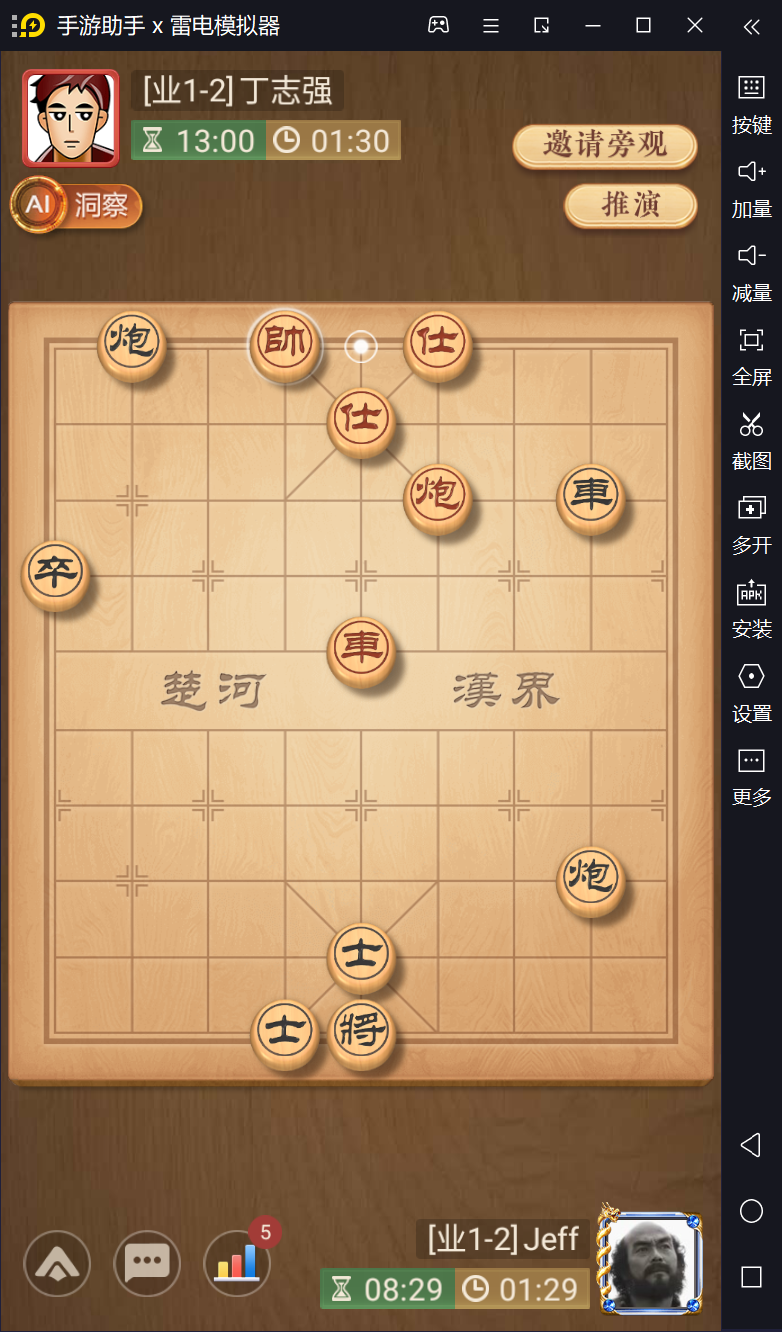 手游助手 x 雷电模拟器
[业1-2]丁志强
13:00 01:30
邀请旁观
AI 洞察
推演
炮 帥 仕
仕
炮 車
卒
車
楚河 漢界
炮
士
士 將
[业1-2]Jeff
08:29 01:29
5
按键
加量
减量
全屏
截图
多开
APK
安装
设置
更多